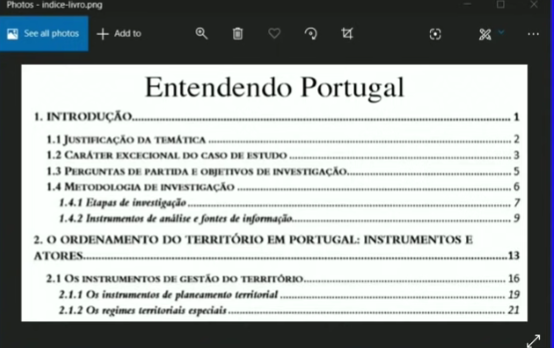 Photos - indice-livro.png
See all photos
Add to
Entendendo Portugal
1. INTRODUÇÃO 1
1.1 JUSTIFICAÇÃO DA TEMÁTICA 2
1.2 CARÁTER EXCECIONAL DO CASO DE ESTUDO 3
1.3 PERGUNTAS DE PARTIDA E OBJETIVOS DE INVESTIGAÇÃO 5
1.4 METODOLOGIA DE INVESTIGAÇÃO 6
1.4.1 Etapas de investigação 7
1.4.2 Instrumentos de análise e fontes de informação 9
2. O ORDENAMENTO DO TERRITÓRIO EM PORTUGAL: INSTRUMENTOS E
ATORES 13
2.1 OS INSTRUMENTOS DE GESTÃO DO TERRITÓRIO 16
2.1.1 Os instrumentos de planeamento territorial 19
2.1.2 Os regimes territoriais especiais 21